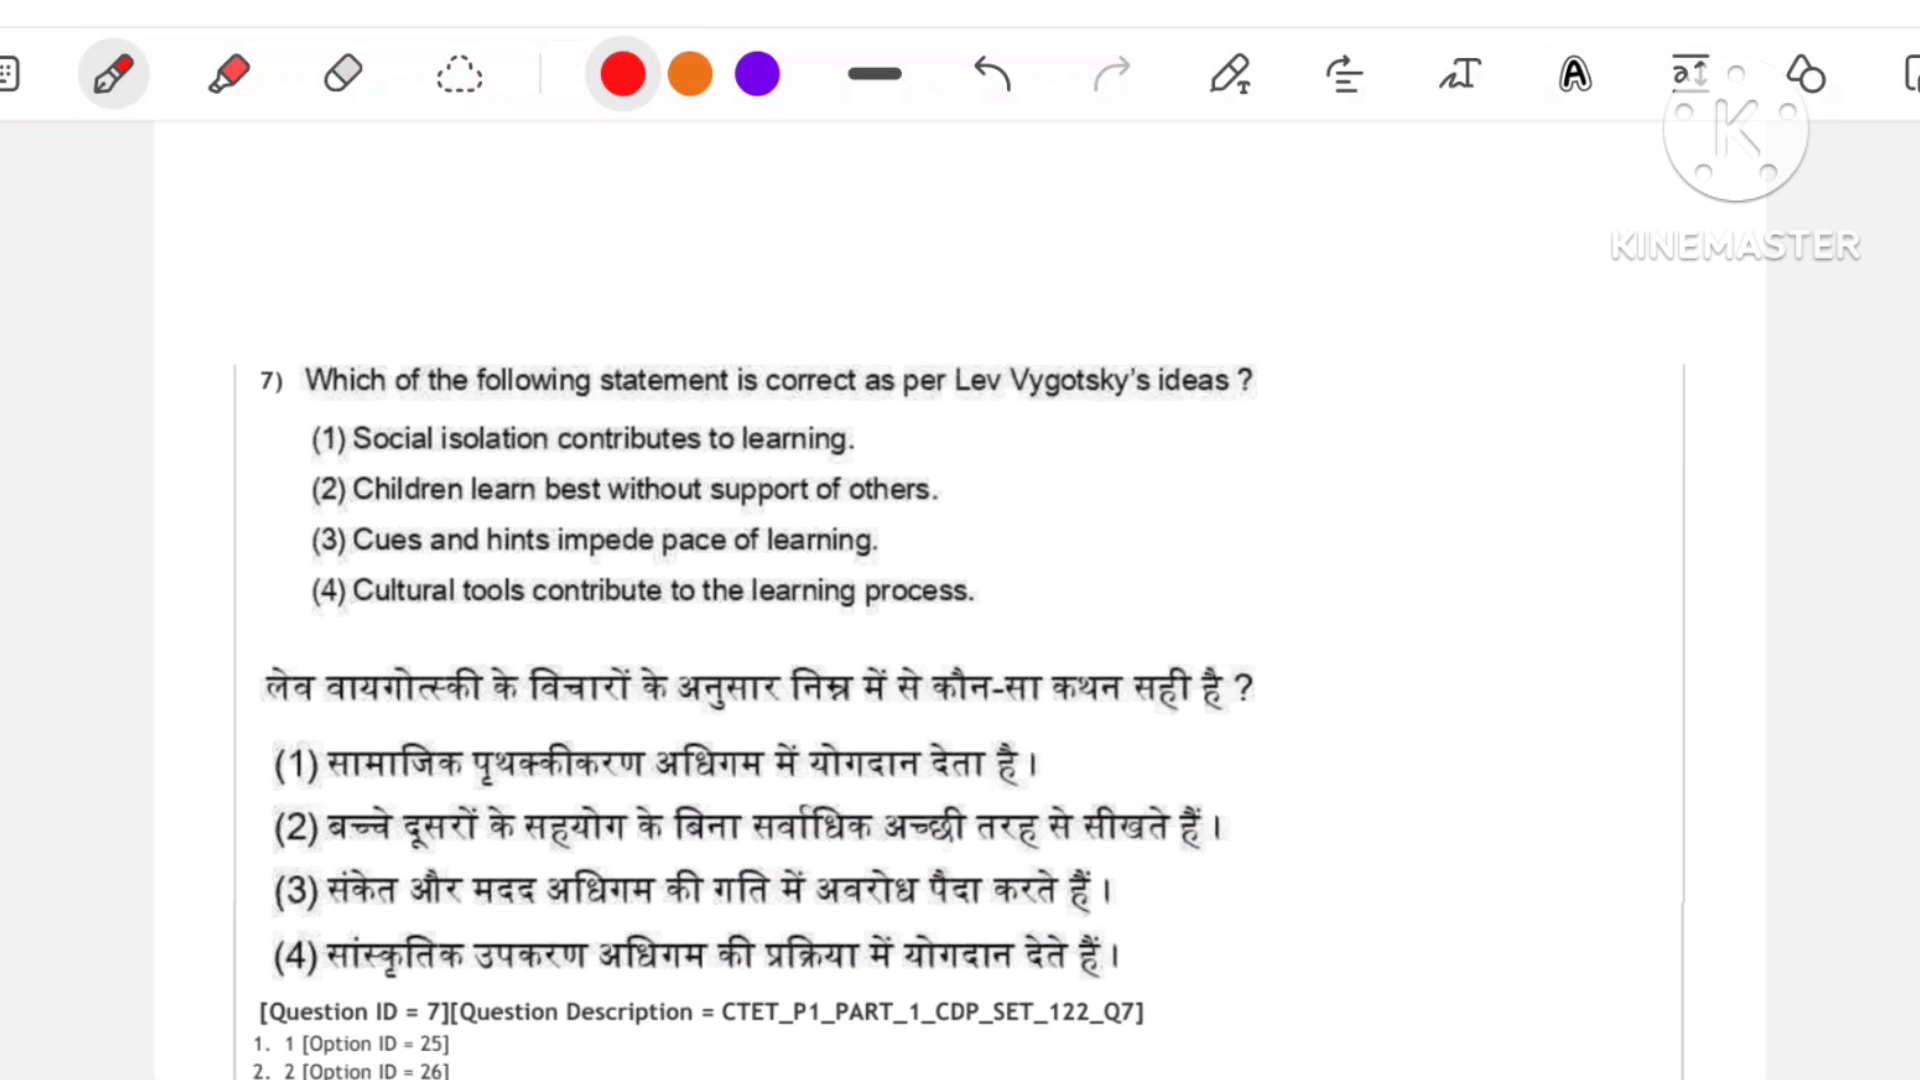 KINEMASTER
7) Which of the following statement is correct as per Lev Vygotsky's ideas ?
(1) Social isolation contributes to learning.
(2) Children learn best without support of others.
(3) Cues and hints impede pace of learning.
(4) Cultural tools contribute to the learning process.
लेव वायगोत्स्की के विचारों के अनुसार निम्न में से कौन-सा कथन सही है ?
(1) सामाजिक पृथक्कीकरण अधिगम में योगदान देता है।
(2) बच्चे दूसरों के सहयोग के बिना सर्वाधिक अच्छी तरह से सीखते हैं।
(3) संकेत और मदद अधिगम की गति में अवरोध पैदा करते हैं।
(4) सांस्कृतिक उपकरण अधिगम की प्रक्रिया में योगदान देते हैं।
[Question ID = 7][Question Description = CTET_P1_PART_1_CDP_SET_122_Q7]
1. 1 [Option ID = 25]
2. 2 [Option ID = 26]